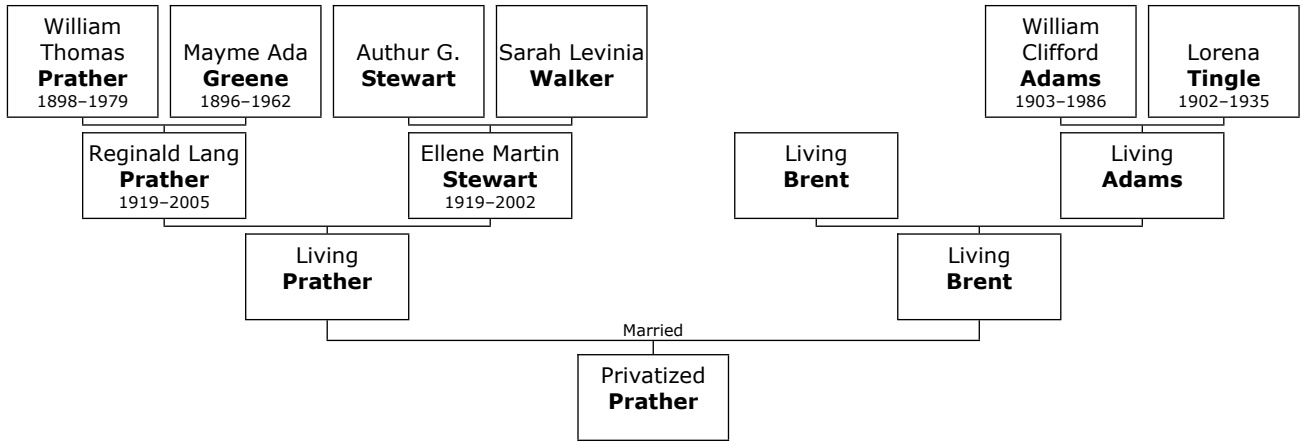 William
Thomas
Prather
1898–1979
Mayme Ada
Greene
1896–1962
Authur G.
Stewart
Sarah Levinia
Walker
William
Clifford
Adams
1903–1986
Lorena
Tingle
1902–1935
Reginald Lang
Prather
1919–2005
Ellene Martin
Stewart
1919–2002
Living
Brent
Living
Adams
Living
Prather
Living
Brent
Married
Privatized
Prather